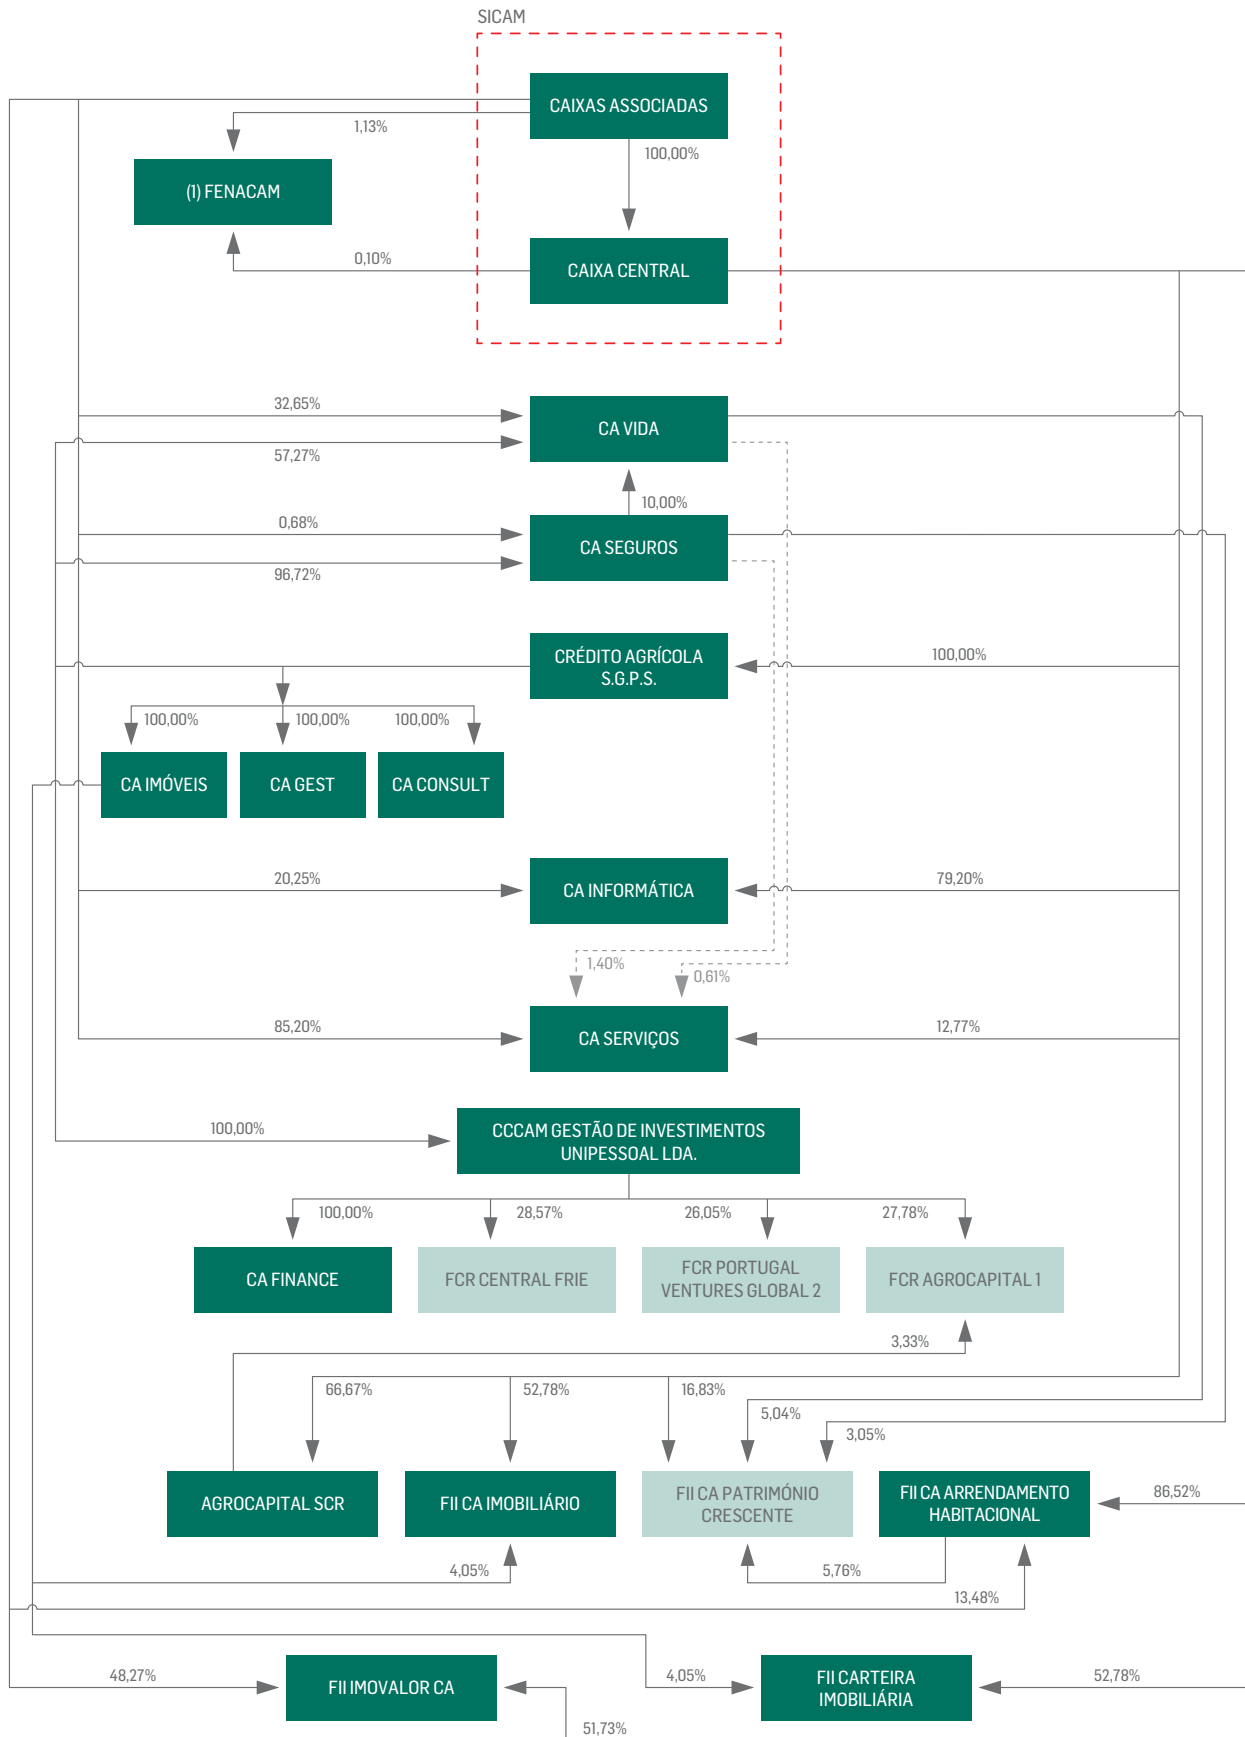 SICAM
CAIXAS ASSOCIADAS
1,13%
100,00%
(1) FENACAM
0,10%
CAIXA CENTRAL
32,65%
CA VIDA
57,27%
10,00%
0,68%
CA SEGUROS
96,72%
CRÉDITO AGRÍCOLA
S.G.P.S.
100,00%
100,00%
100,00%
100,00%
CA IMÓVEIS
CA GEST
CA CONSULT
20,25%
CA INFORMÁTICA
79,20%
1,40%
0,61%
85,20%
CA SERVIÇOS
12,77%
100,00%
CCCAM GESTÃO DE INVESTIMENTOS
UNIPESSOAL LDA.
100,00%
28,57%
26,05%
27,78%
CA FINANCE
FCR CENTRAL FRIE
FCR PORTUGAL
VENTURES GLOBAL 2
FCR AGROCAPITAL 1
3,33%
66,67%
52,78%
16,83%
5,04%
3,05%
AGROCAPITAL SCR
FII CA IMOBILIÁRIO
FII CA PATRIMÓNIO
CRESCENTE
FII CA ARRENDAMENTO
HABITACIONAL
86,52%
4,05%
5,76%
13,48%
48,27%
FII IMOVALOR CA
4,05%
FII CARTEIRA
IMOBILIÁRIA
52,78%
51,73%